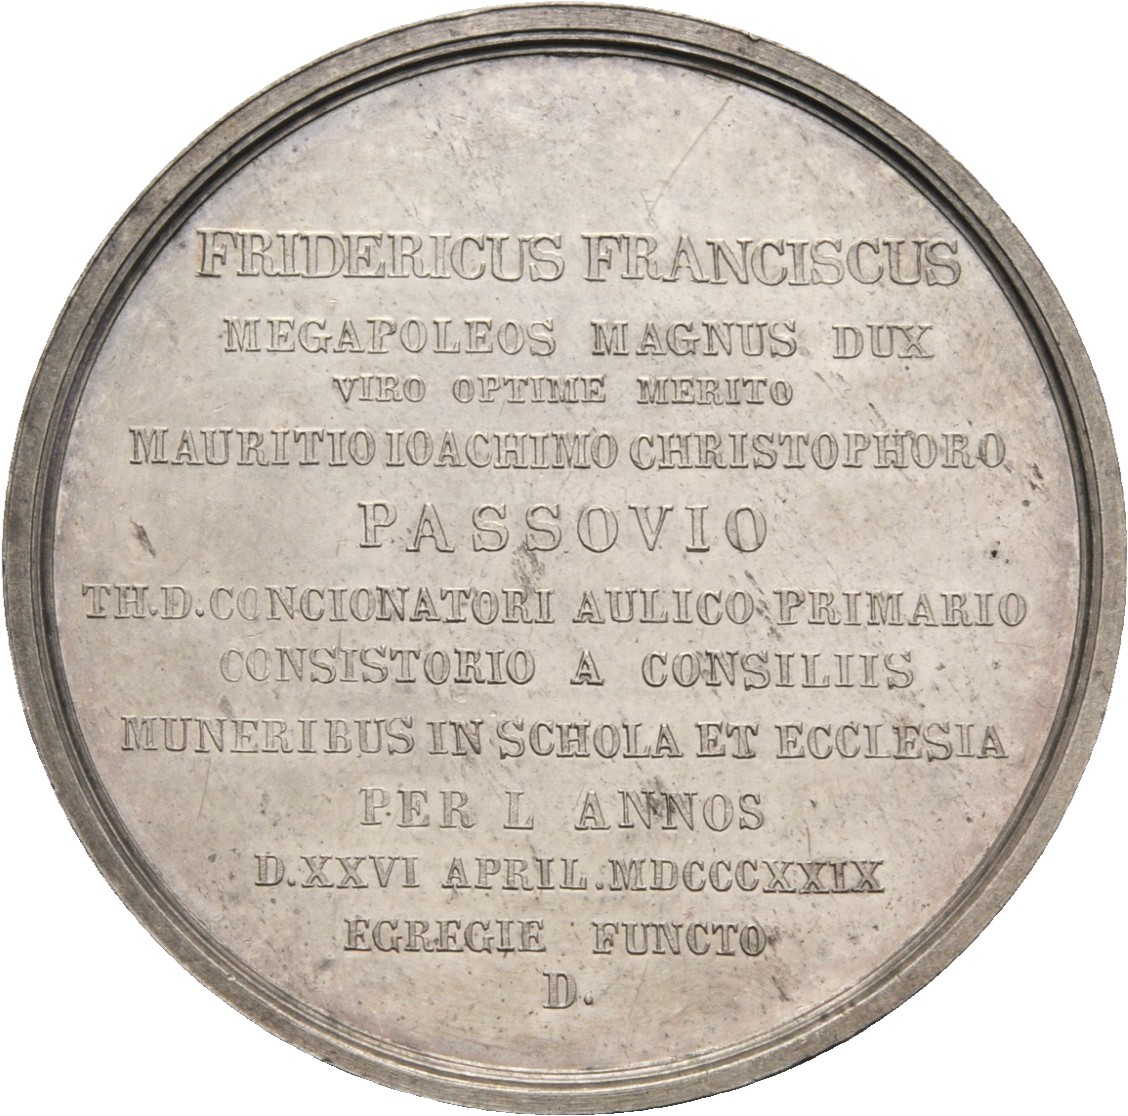 FRIDERICUS FRANCISCUS
MEGAPOLEOS MAGNUS DUX
VIRO OPTIME MERITO
MAURITIO IOACHIMO CHRISTOPHORO
PASSOVIO
TH.D.CONCIONATORI AULICO PRIMARIO
CONSISTORIO A CONSILIIS
MUNERIBUS IN SCHOLA ET ECCLESIA
PER L ANNOS
D.XXVI APRIL.MDCCCXXIX
EGREGIE FUNCTO
D.